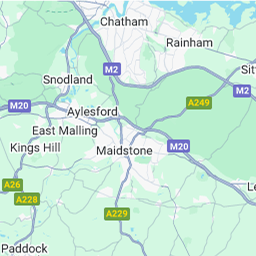 Chatham
Rainham
M2
Snodland
Sit
M2
A249
M20
Aylesford
East Malling
M20
Kings Hill
Maidstone
A26
Le
A228
A229
Paddock